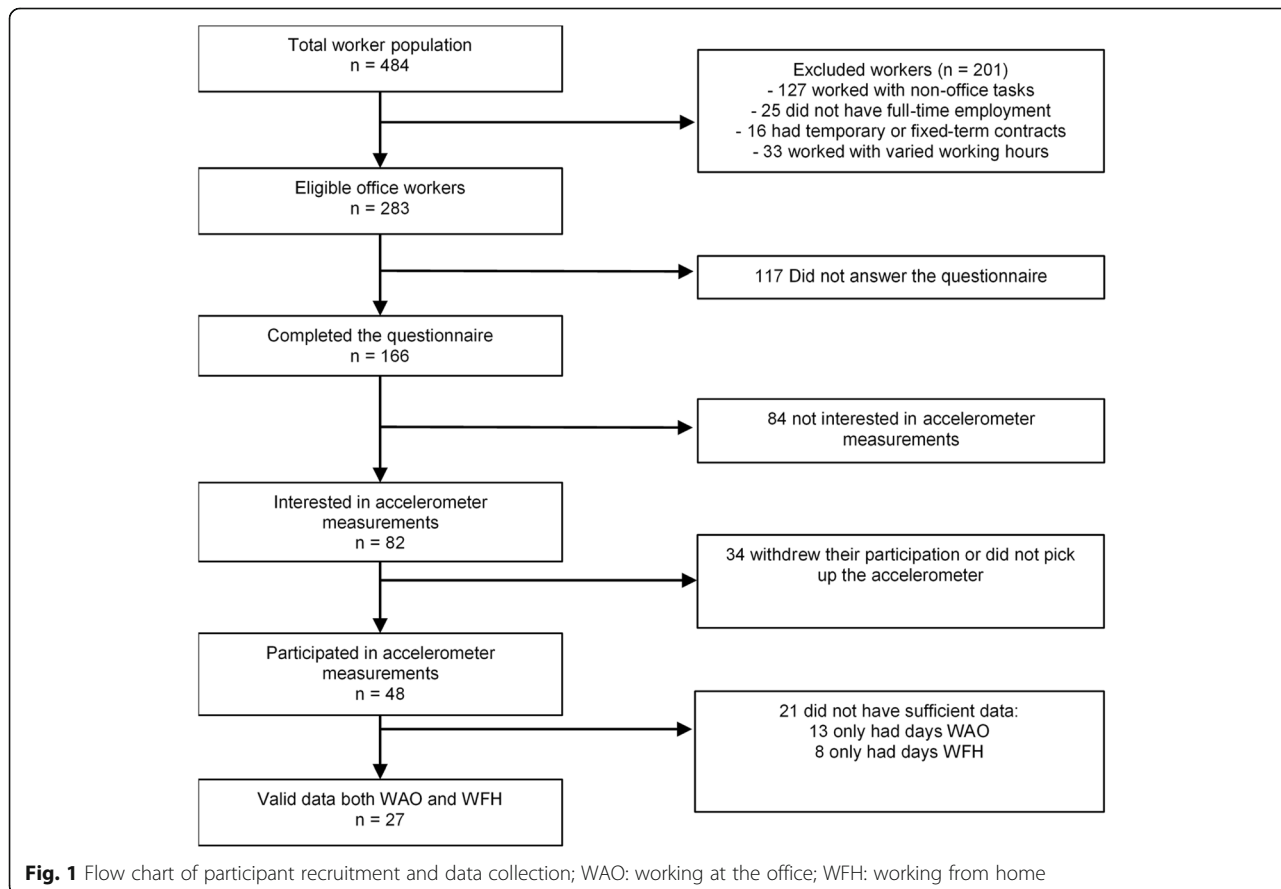 Total worker population
n = 484
Excluded workers (n = 201)
- 127 worked with non-office tasks
- 25 did not have full-time employment
- 16 had temporary or fixed-term contracts
- 33 worked with varied working hours
Eligible office workers
n = 283
117 Did not answer the questionnaire
Completed the questionnaire
n = 166
84 not interested in accelerometer
measurements
Interested in accelerometer
measurements
n = 82
34 withdrew their participation or did not pick
up the accelerometer
Participated in accelerometer
measurements
n = 48
21 did not have sufficient data:
13 only had days WAO
8 only had days WFH
Valid data both WAO and WFH
n = 27
Fig. 1 Flow chart of participant recruitment and data collection; WAO: working at the office; WFH: working from home